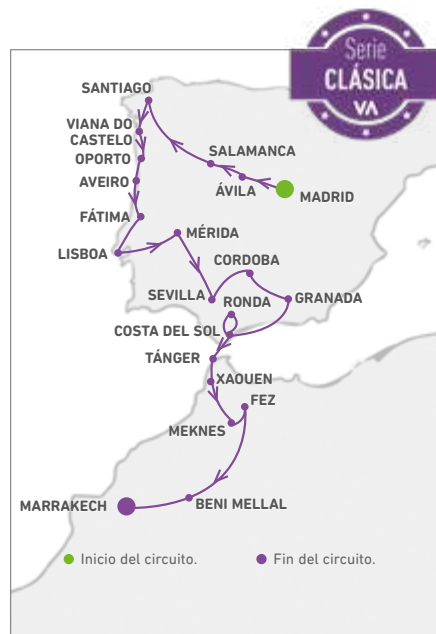 Serie
CLÁSICA
VA
SANTIAGO
VIANA DO
CASTELO
SALAMANCA
OPORTO
ÁVILA
AVEIRO
MADRID
FÁTIMA
MÉRIDA
LISBOA
CORDOBA
SEVILLA
RONDA
GRANADA
COSTA DEL SOL
TÁNGER
XAOUEN
FEZ
MEKNES
MARRAKECH
BENI MELLAL
Inicio del circuito.
Fin del circuito.